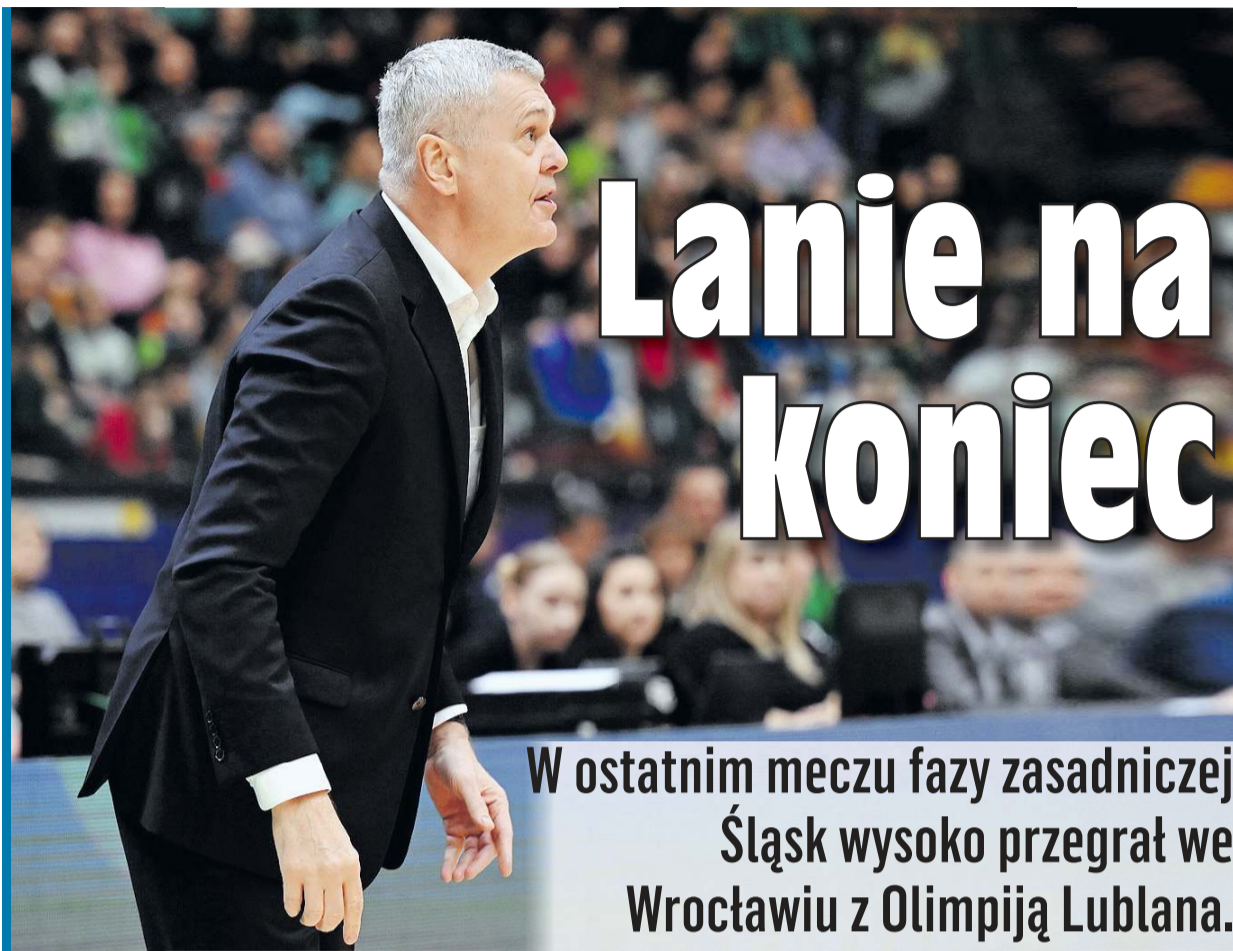 Lanie na
koniec
W ostatnim meczu fazy zasadniczej
Śląsk wysoko przegrał we
Wrocławiu z Olimpiją Lublana.